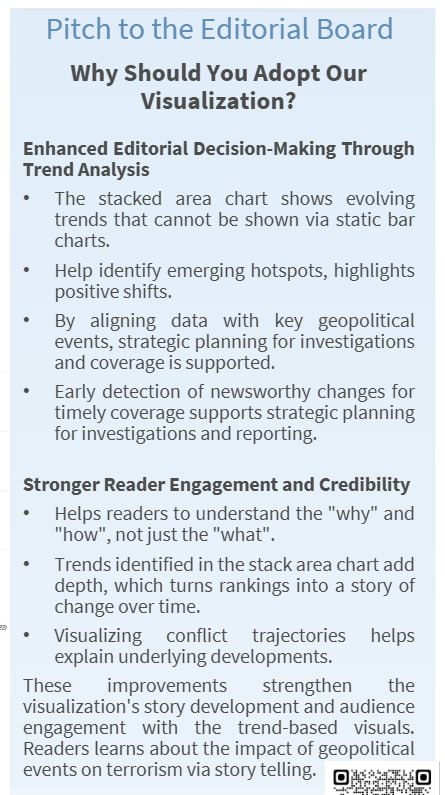 Pitch to the Editorial Board
Why Should You Adopt Our
Visualization?
Enhanced Editorial Decision-Making Through
Trend Analysis
• The stacked area chart shows evolving
trends that cannot be shown via static bar
charts.
• Help identify emerging hotspots, highlights
positive shifts.
• By aligning data with key geopolitical
events, strategic planning for investigations
and coverage is supported.
• Early detection of newsworthy changes for
timely coverage supports strategic planning
for investigations and reporting.
Stronger Reader Engagement and Credibility
• Helps readers to understand the "why" and
"how", not just the "what".
• Trends identified in the stack area chart add
depth, which turns rankings into a story of
change over time.
• Visualizing conflict trajectories helps
explain underlying developments.
These improvements strengthen the
visualization's story development and audience
engagement with the trend-based visuals.
Readers learns about the impact of geopolitical
events on terrorism via story telling.